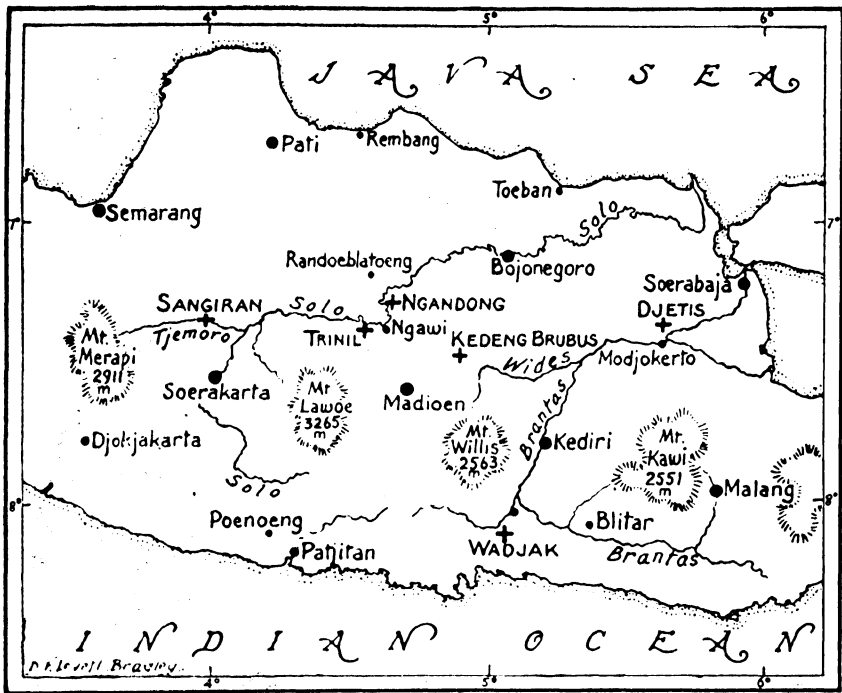 4° 5° 6°
JAVA SEA
Pati
Rembang
Toeban
7° Semarang 7°
Solo
Bojonegoro
Randoeblatoeng
Soerabaja
SANGIRAN
Solo
NGANDONG
DJETIS
Tjemoro
TRINIL
Ngawi
KEDENG BRUBUS
Mt.
Merapi
2911
m
Wides
Modjokerto
Soerakarta
Mt
Lawoe
3265
m
Madioen
Brantas
Djokjakarta
Mt.
Willis
2563
m
Kediri
Mt.
Kawi
2551
m
Solo
Malang
8° 8°
Poenoeng
Blitar
Patjitan
WADJAK
Brantas
INDIAN OCEAN
4° 5° 6°